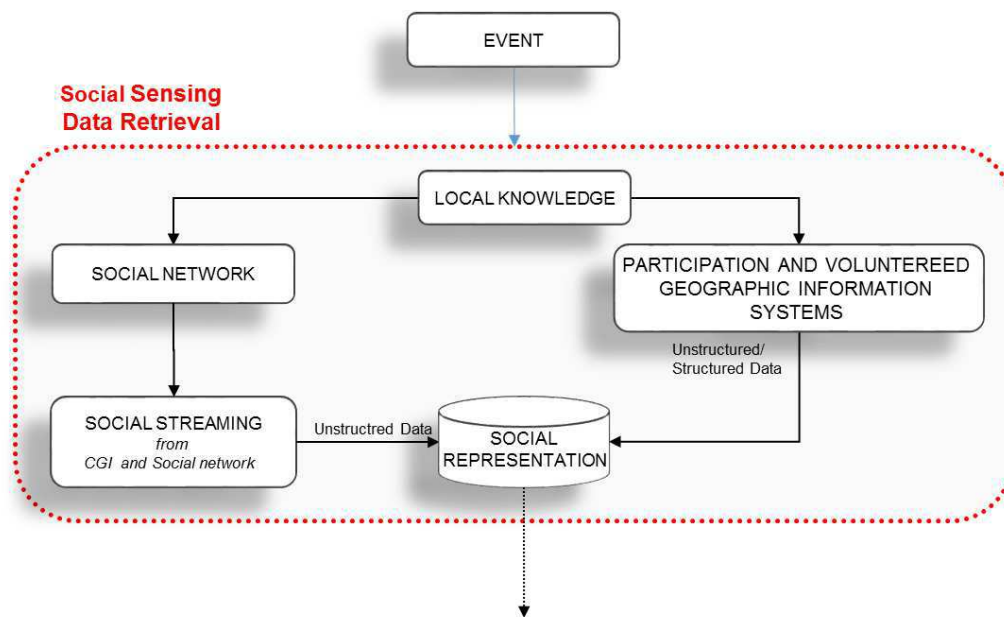 EVENT
Social Sensing
Data Retrieval
LOCAL KNOWLEDGE
SOCIAL NETWORK
PARTICIPATION AND VOLUNTEREED
GEOGRAPHIC INFORMATION
SYSTEMS
Unstructured/
Structured Data
SOCIAL STREAMING
from
CGI and Social network
Unstructred Data
SOCIAL
REPRESENTATION